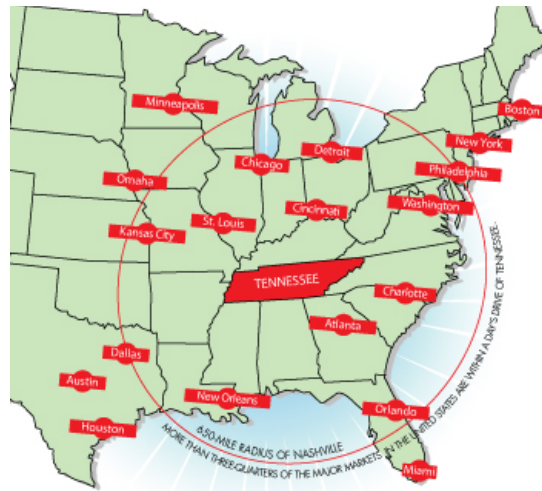 Boston
Minneapolis
New York
Detroit
Chicago
Philadelphia
Omaha
Washington
Cincinnati
St. Louis
Kansas City
TENNESSEE
Charlotte
Atlanta
Dallas
Austin
New Orleans
Orlando
Houston
Miami
650-MILE RADIUS OF NASHVILLE
MORE THAN THREE-QUARTERS OF THE MAJOR MARKETS IN THE UNITED STATES ARE WITHIN A DAY'S DRIVE OF TENNESSEE.